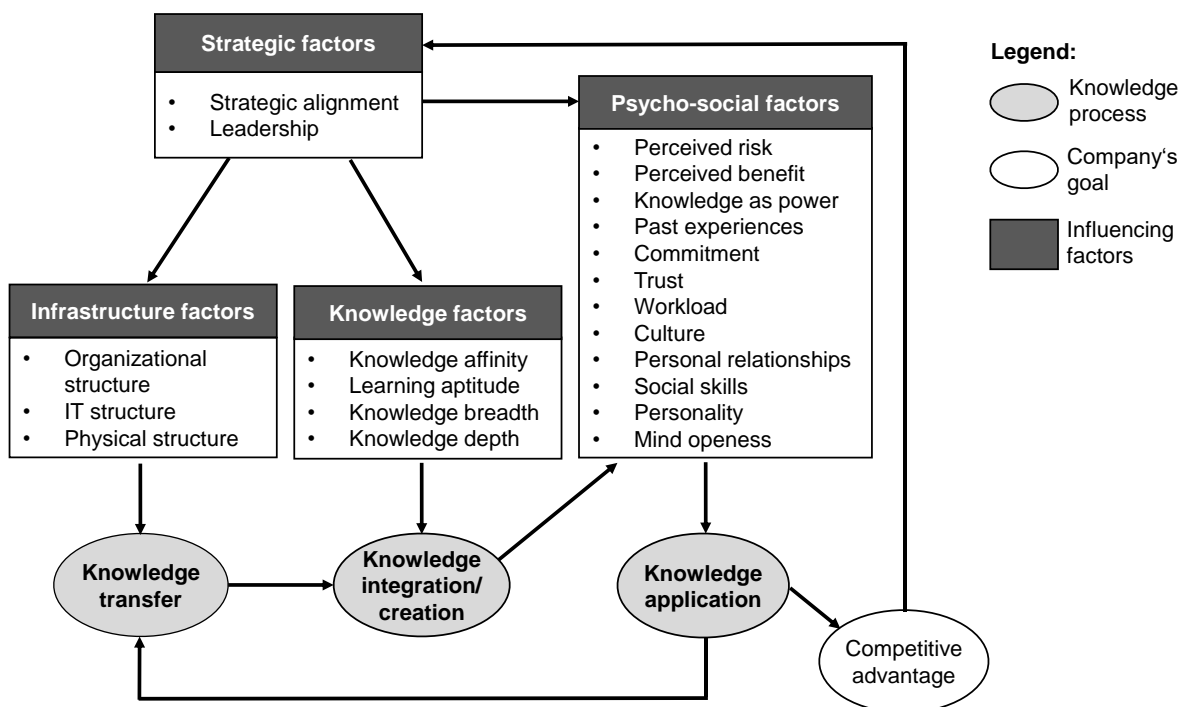 Strategic factors
• Strategic alignment
• Leadership
Psycho-social factors
• Perceived risk
• Perceived benefit
• Knowledge as power
• Past experiences
• Commitment
• Trust
• Workload
• Culture
• Personal relationships
• Social skills
• Personality
• Mind openess
Legend:
Knowledge
process
Company‘s
goal
Influencing
factors
Infrastructure factors
• Organizational
structure
• IT structure
• Physical structure
Knowledge factors
• Knowledge affinity
• Learning aptitude
• Knowledge breadth
• Knowledge depth
Knowledge
transfer
Knowledge
integration/
creation
Knowledge
application
Competitive
advantage